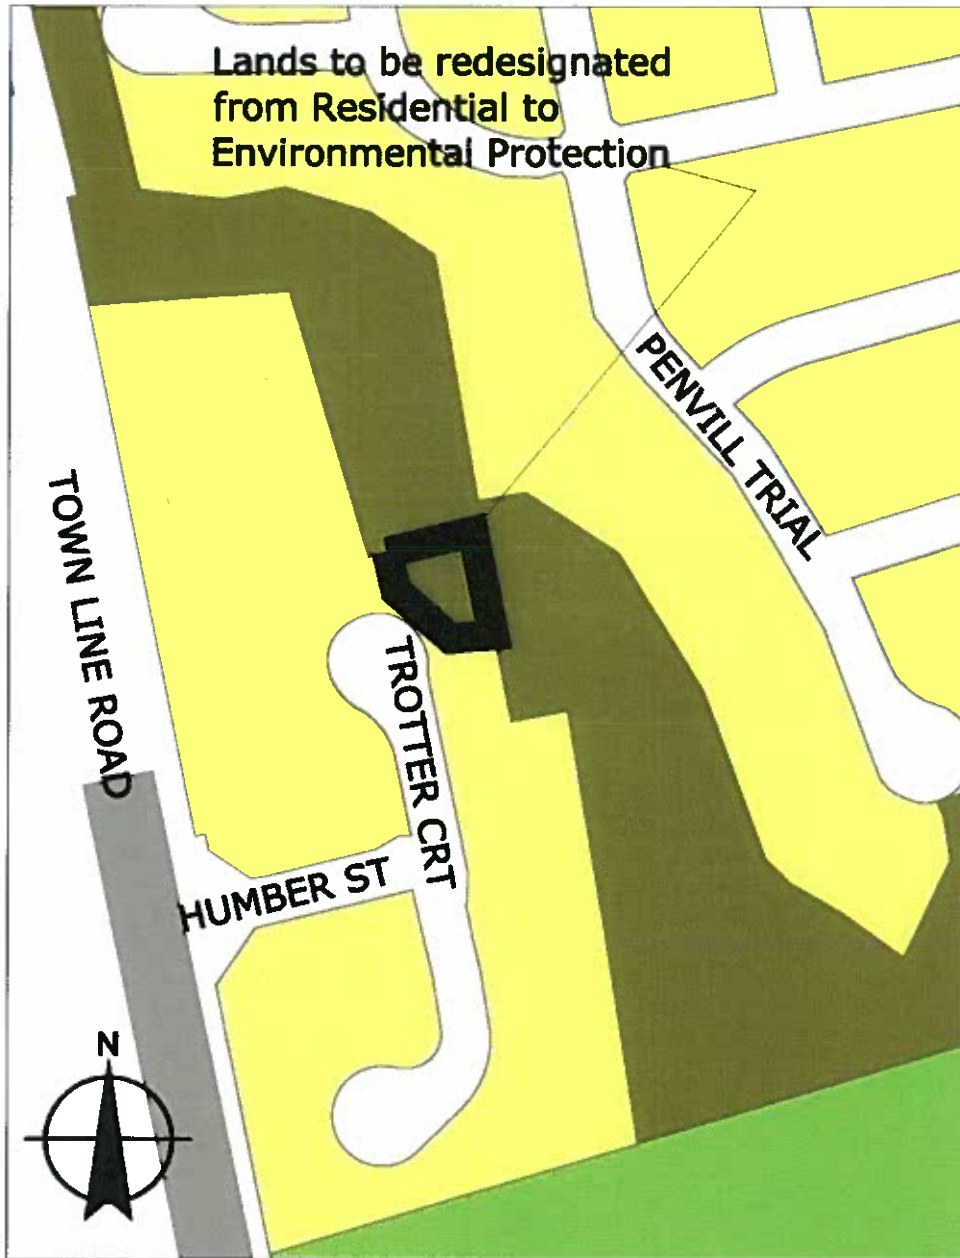 Lands to be redesignated
from Residential to
Environmental Protection
PENVILL TRIAL
TOWN LINE ROAD
TROTTER CRT
HUMBER ST
N